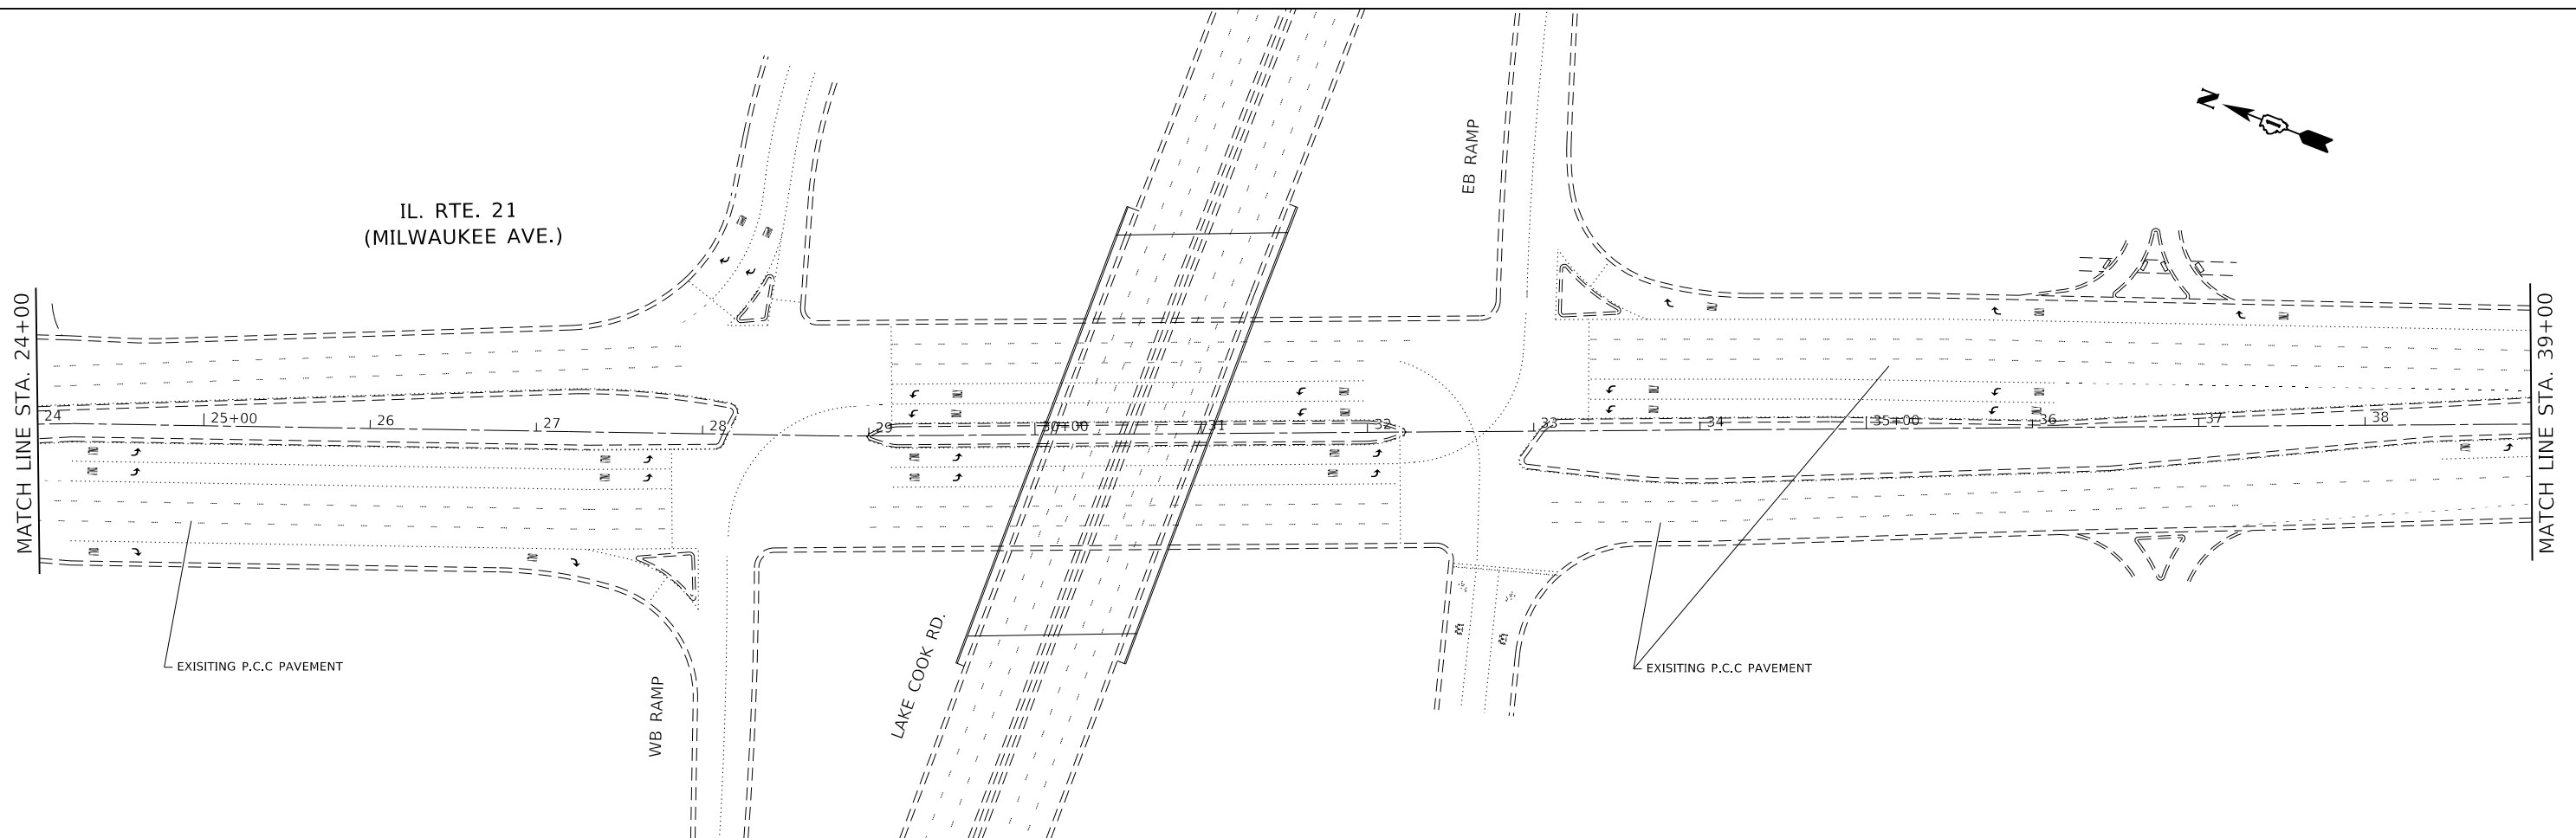 N
EB RAMP
IL. RTE. 21
(MILWAUKEE AVE.)
MATCH LINE STA. 24+00
MATCH LINE STA. 39+00
24
25+00
26
27
28
29
30+00
31
32
33
34
35+00
36
37
38
EXISITING P.C.C PAVEMENT
EXISITING P.C.C PAVEMENT
LAKE COOK RD.
WB RAMP